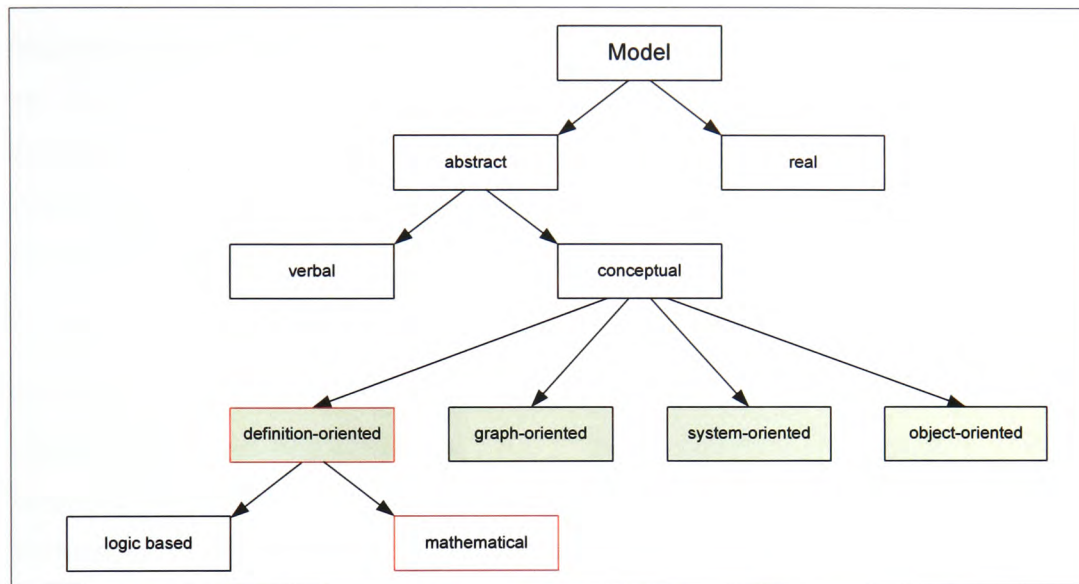 Model
abstract
real
verbal
conceptual
definition-oriented
graph-oriented
system-oriented
object-oriented
logic based
mathematical